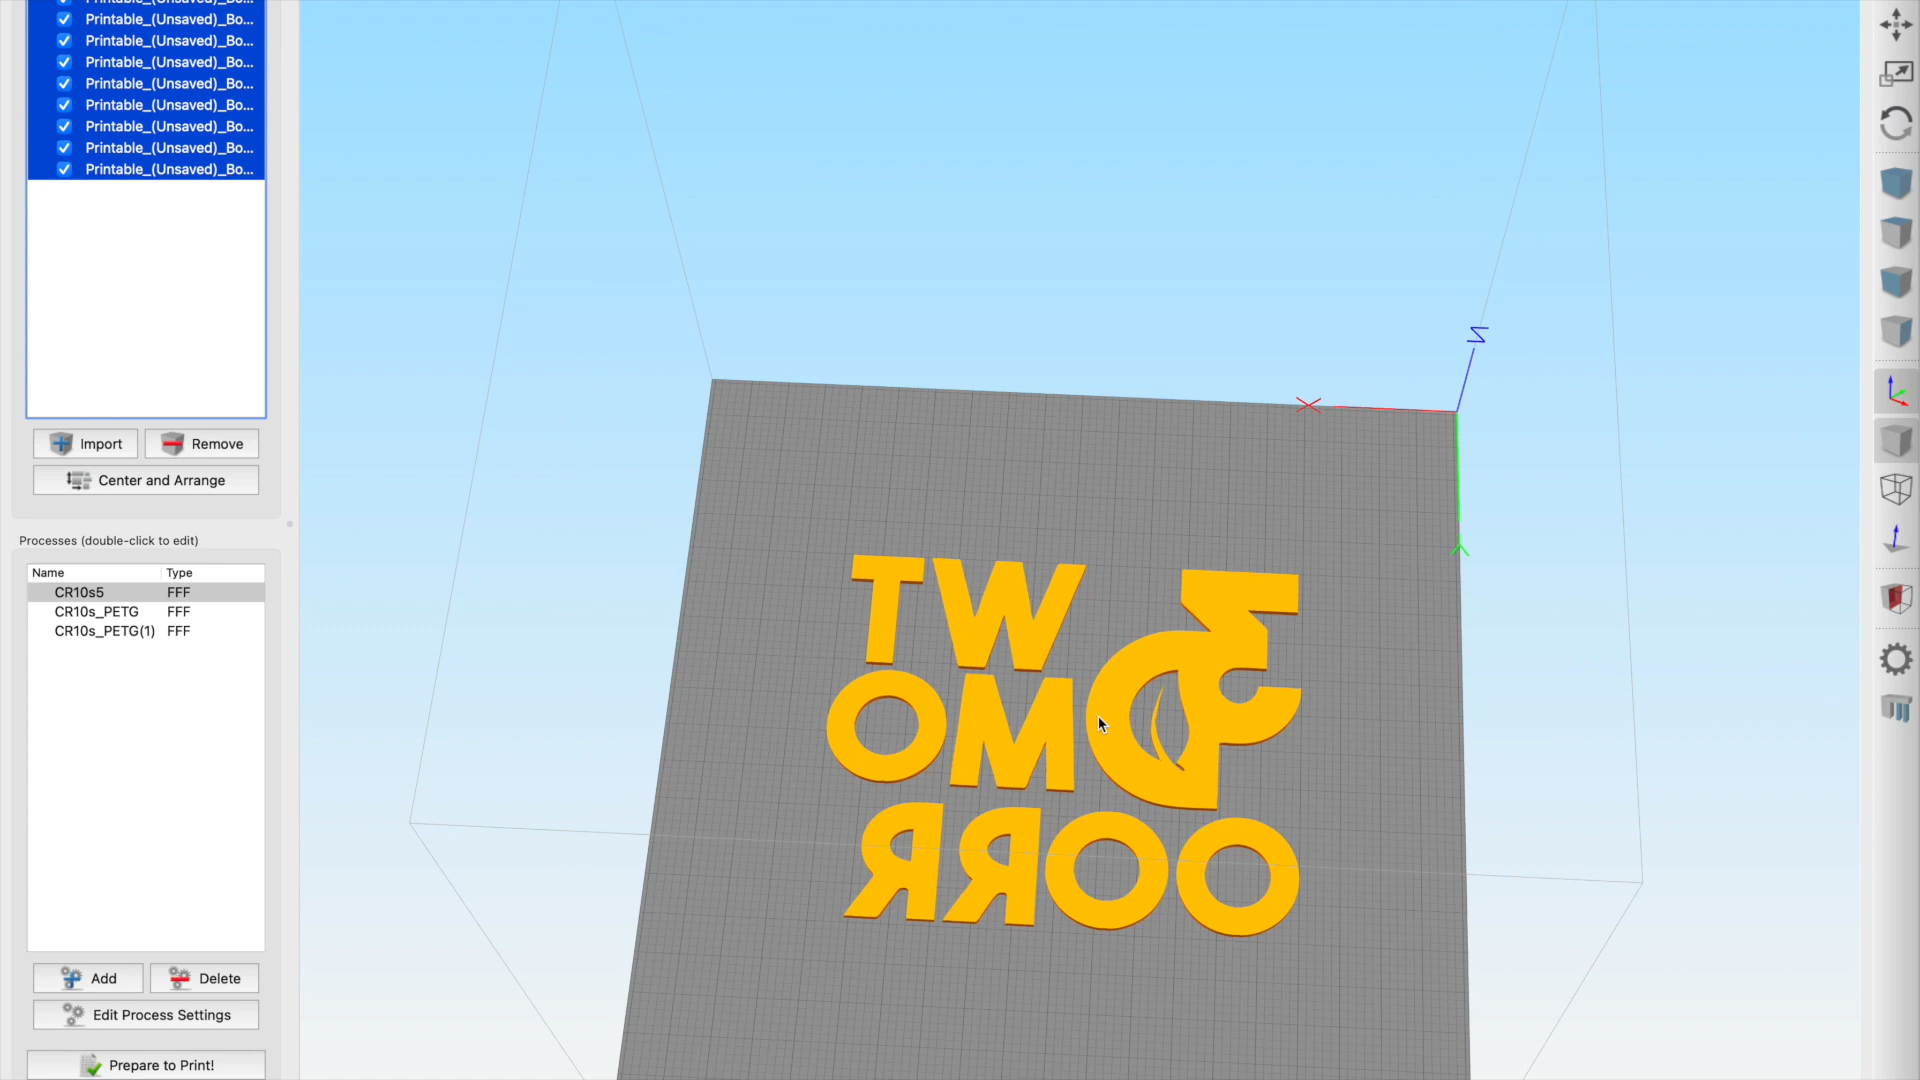 Printable_(Unsaved)_Bo...
Printable_(Unsaved)_Bo...
Printable_(Unsaved)_Bo...
Printable_(Unsaved)_Bo...
Printable_(Unsaved)_Bo...
Printable_(Unsaved)_Bo...
Printable_(Unsaved)_Bo...
Printable_(Unsaved)_Bo...
Import
Remove
Center and Arrange
Processes (double-click to edit)
Name Type
CR10s5 FFF
CR10s_PETG FFF
CR10s_PETG(1) FFF
Add
Delete
Edit Process Settings
Prepare to Print!
Z
X
Y
TW
OM
RROO